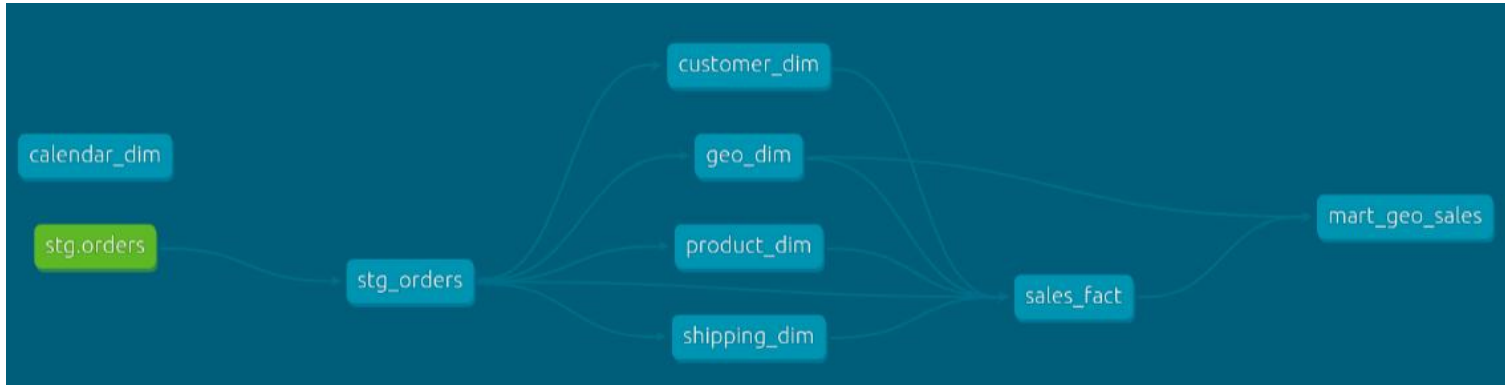 customer_dim
calendar_dim
geo_dim
mart_geo_sales
stg.orders
product_dim
stg_orders
sales_fact
shipping_dim